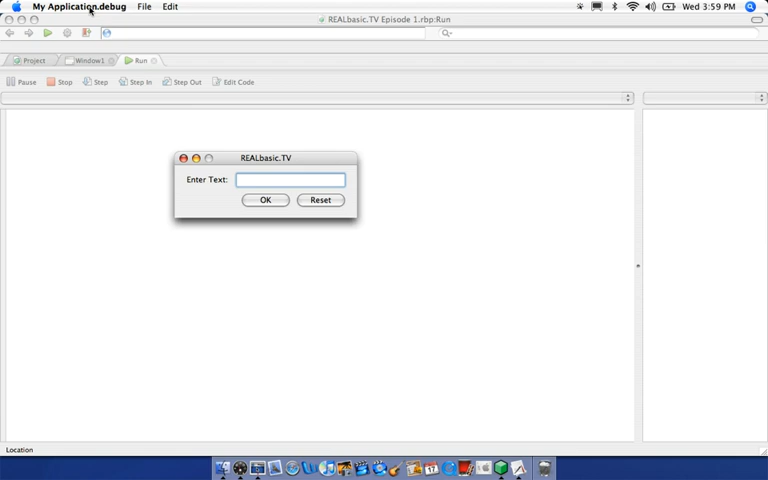 My Application.debug File Edit Wed 3:59 PM
REALbasic.TV Episode 1.rbp:Run
Project Window1 Run
Pause Stop Step Step In Step Out Edit Code
REALbasic.TV
Enter Text:
OK Reset
Location
17